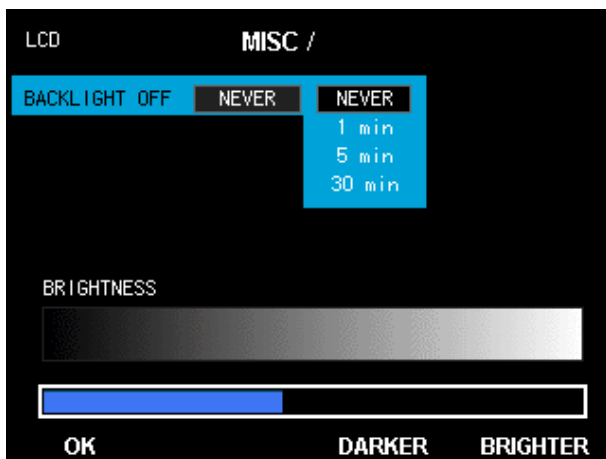 LCD MISC /
BACKLIGHT OFF NEVER NEVER
1 min
5 min
30 min
BRIGHTNESS
OK DARKER BRIGHTER